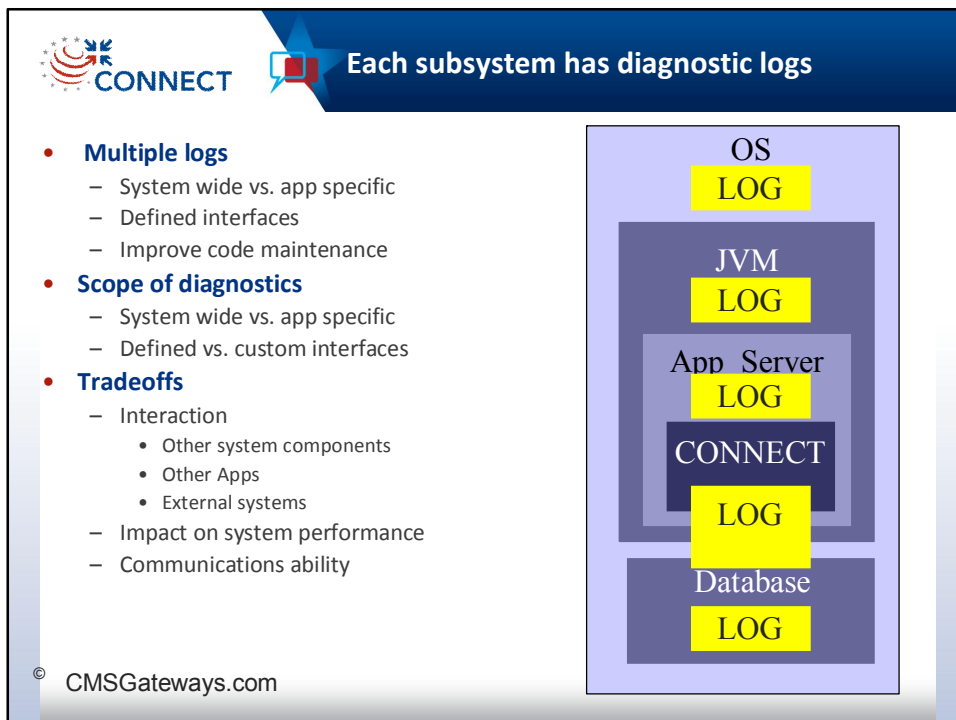 CONNECT
Each subsystem has diagnostic logs
• Multiple logs
– System wide vs. app specific
– Defined interfaces
– Improve code maintenance
• Scope of diagnostics
– System wide vs. app specific
– Defined vs. custom interfaces
• Tradeoffs
– Interaction
• Other system components
• Other Apps
• External systems
– Impact on system performance
– Communications ability
OS
LOG
JVM
LOG
App Server
LOG
CONNECT
LOG
Database
LOG
© CMSGateways.com